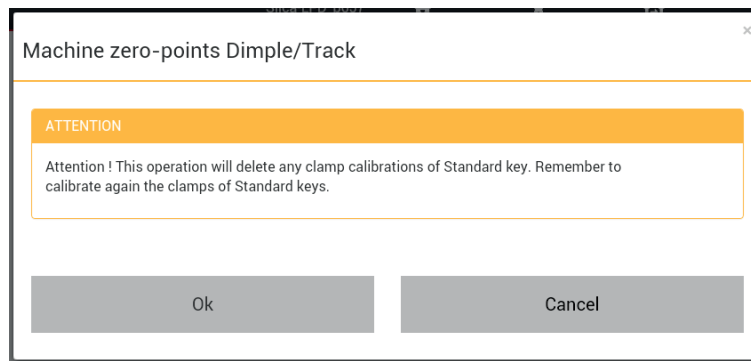 ×
Machine zero-points Dimple/Track
ATTENTION
Attention ! This operation will delete any clamp calibrations of Standard key. Remember to
calibrate again the clamps of Standard keys.
Ok
Cancel